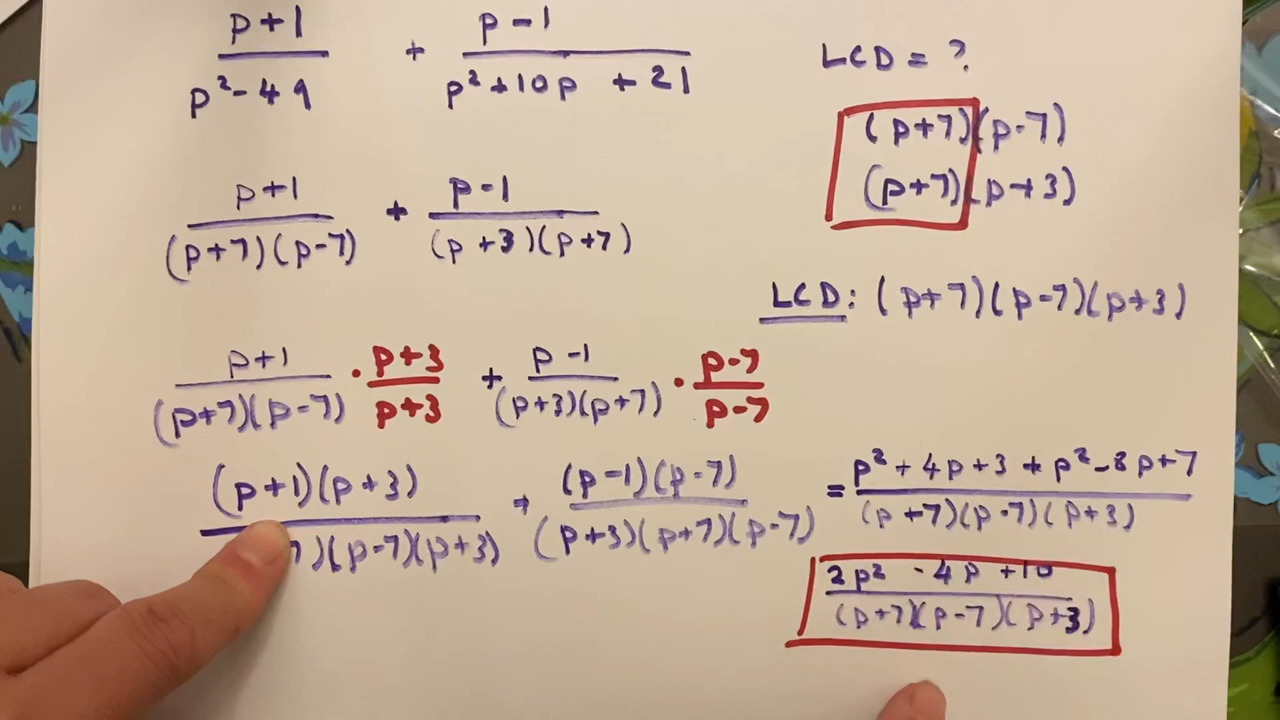 p+1/p²-49 + p-1/p²+10p+21
LCD = ?
(p+7)(p-7)
(p+7)(p+3)
p+1/(p+7)(p-7) + p-1/(p+3)(p+7)
LCD: (p+7)(p-7)(p+3)
p+1/(p+7)(p-7) · p+3/p+3 + p-1/(p+3)(p+7) · p-7/p-7
(p+1)(p+3)/7)(p-7)(p+3) + (p-1)(p-7)/(p+3)(p+7)(p-7) = p²+4p+3+p²-8p+7/(p+7)(p-7)(p+3)
2p²-4p+10/(p+7)(p-7)(p+3)